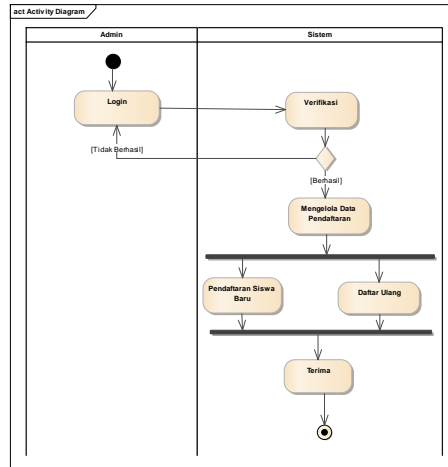 act Activity Diagram
Admin
Sistem
Login
Verifikasi
[Tidak Berhasil]
[Berhasil]
Mengelola Data
Pendaftaran
Pendaftaran Siswa
Baru
Daftar Ulang
Terima